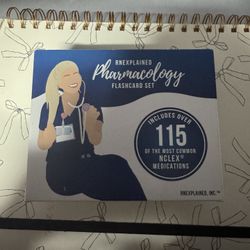 RNEXPLAINED
Pharmacology
FLASHCARD SET
INCLUDES OVER
115
OF THE MOST COMMON
NCLEX®
MEDICATIONS
RNEXPLAINED, INC.™